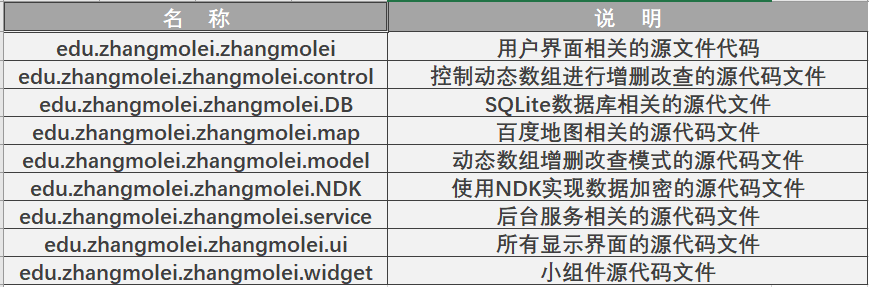 名 称 说 明
edu.zhangmolei.zhangmolei 用户界面相关的源文件代码
edu.zhangmolei.zhangmolei.control 控制动态数组进行增删改查的源代码文件
edu.zhangmolei.zhangmolei.DB SQLite数据库相关的源代文件
edu.zhangmolei.zhangmolei.map 百度地图相关的源代码文件
edu.zhangmolei.zhangmolei.model 动态数组增删改查模式的源代码文件
edu.zhangmolei.zhangmolei.NDK 使用NDK实现数据加密的源代码文件
edu.zhangmolei.zhangmolei.service 后台服务相关的源代码文件
edu.zhangmolei.zhangmolei.ui 所有显示界面的源代码文件
edu.zhangmolei.zhangmolei.widget 小组件源代码文件